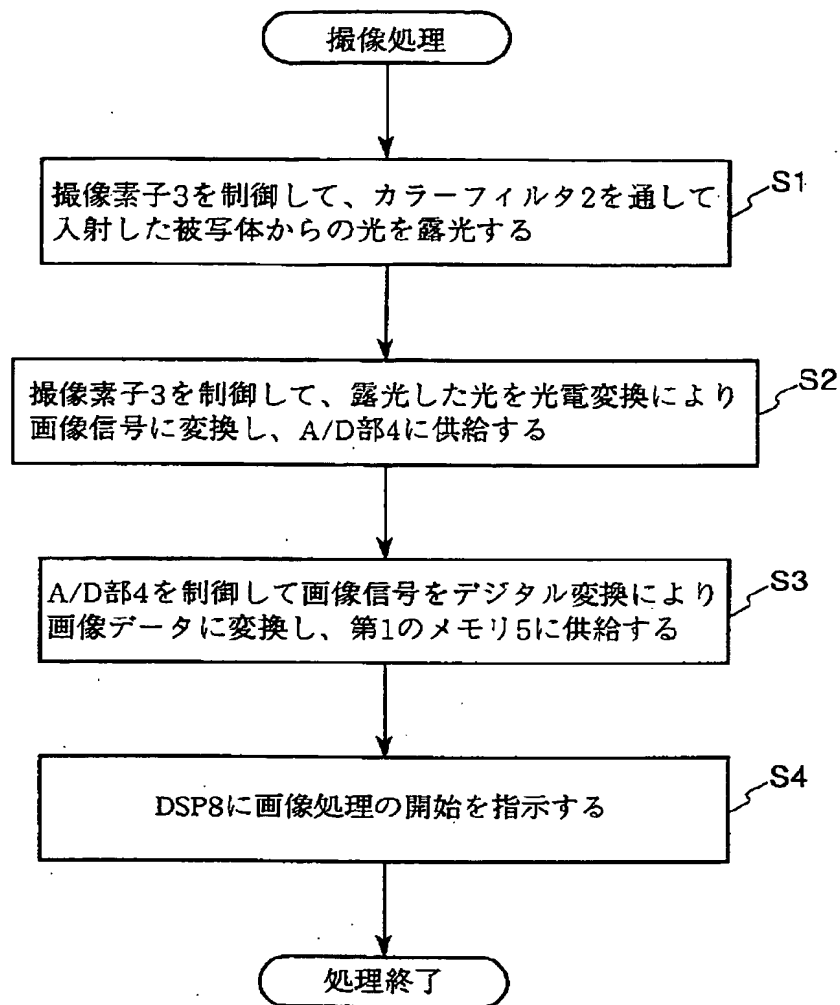 撮像処理
撮像素子3を制御して、カラーフィルタ2を通して
入射した被写体からの光を露光する
S1
撮像素子3を制御して、露光した光を光電変換により
画像信号に変換し、A/D部4に供給する
S2
A/D部4を制御して画像信号をデジタル変換により
画像データに変換し、第1のメモリ5に供給する
S3
DSP8に画像処理の開始を指示する
S4
処理終了